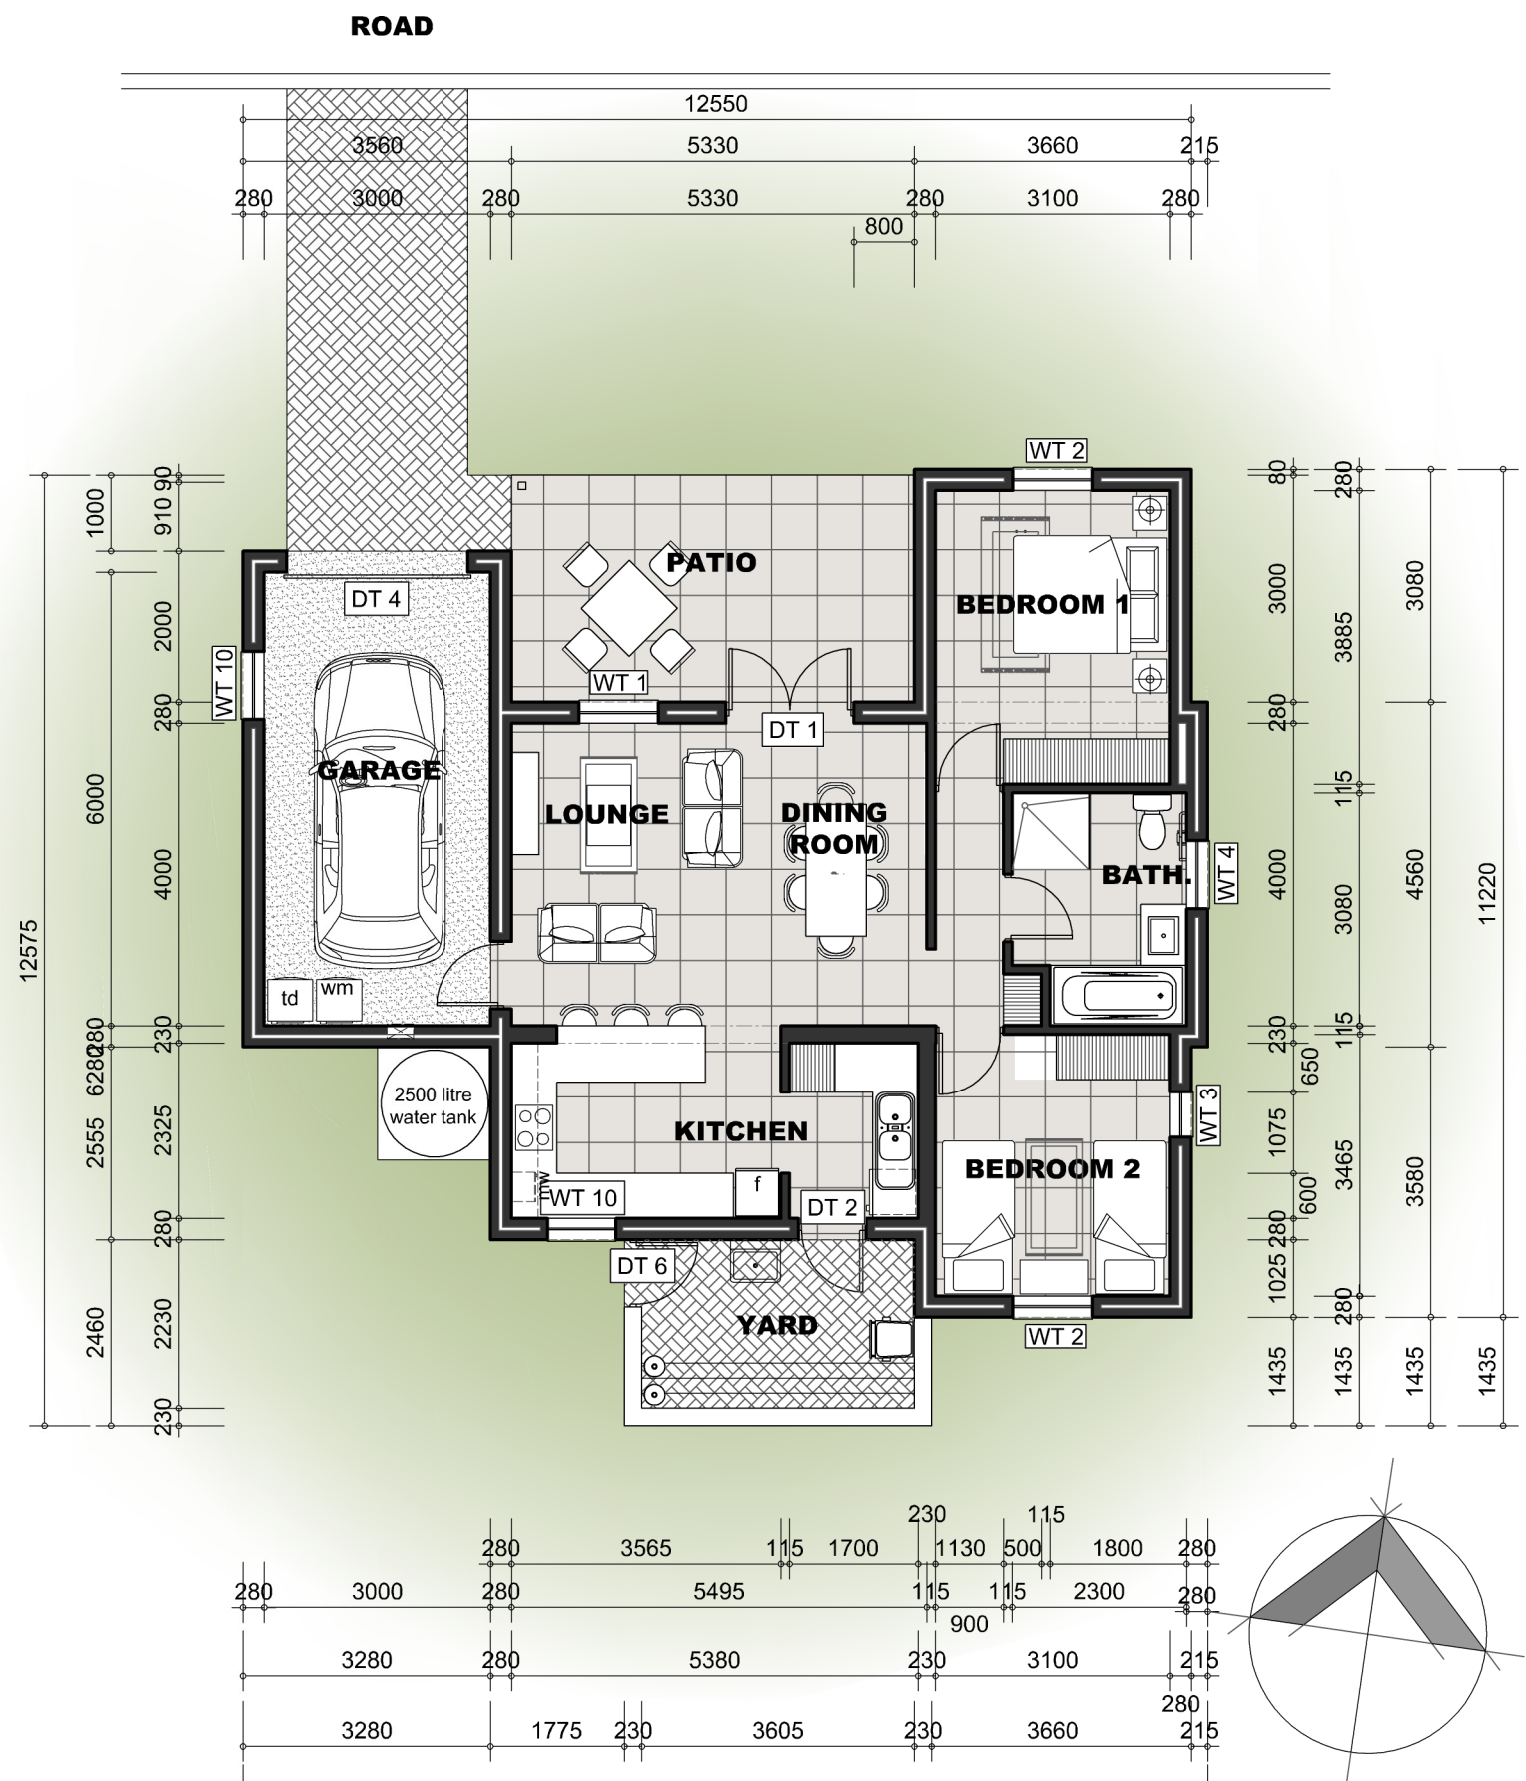 ROAD
12550
3560 5330 3660 215
280 3000 280 5330 280 3100 280
800
WT 2
PATIO
BEDROOM 1
DT 4
WT 10
WT 1
DT 1
GARAGE
LOUNGE
DINING
ROOM
BATH.
WT 4
td
wm
2500 litre
water tank
KITCHEN
WT 3
BEDROOM 2
mw
WT 10
f
DT 2
DT 6
YARD
WT 2
12575
1000
6000
6280
2555
2460
90
910
2000
280
4000
280
230
2325
280
2230
230
80
3000
280
4000
230
650
1075
600
280
1025
1435
280
3885
115
3080
115
3465
280
1435
3080
4560
3580
1435
11220
1435
230 115
280 3565 115 1700 1130 500 1800 280
280 3000 280 5495 115 115 2300 280
900
3280 280 5380 230 3100 215
280
3280 1775 230 3605 230 3660 215